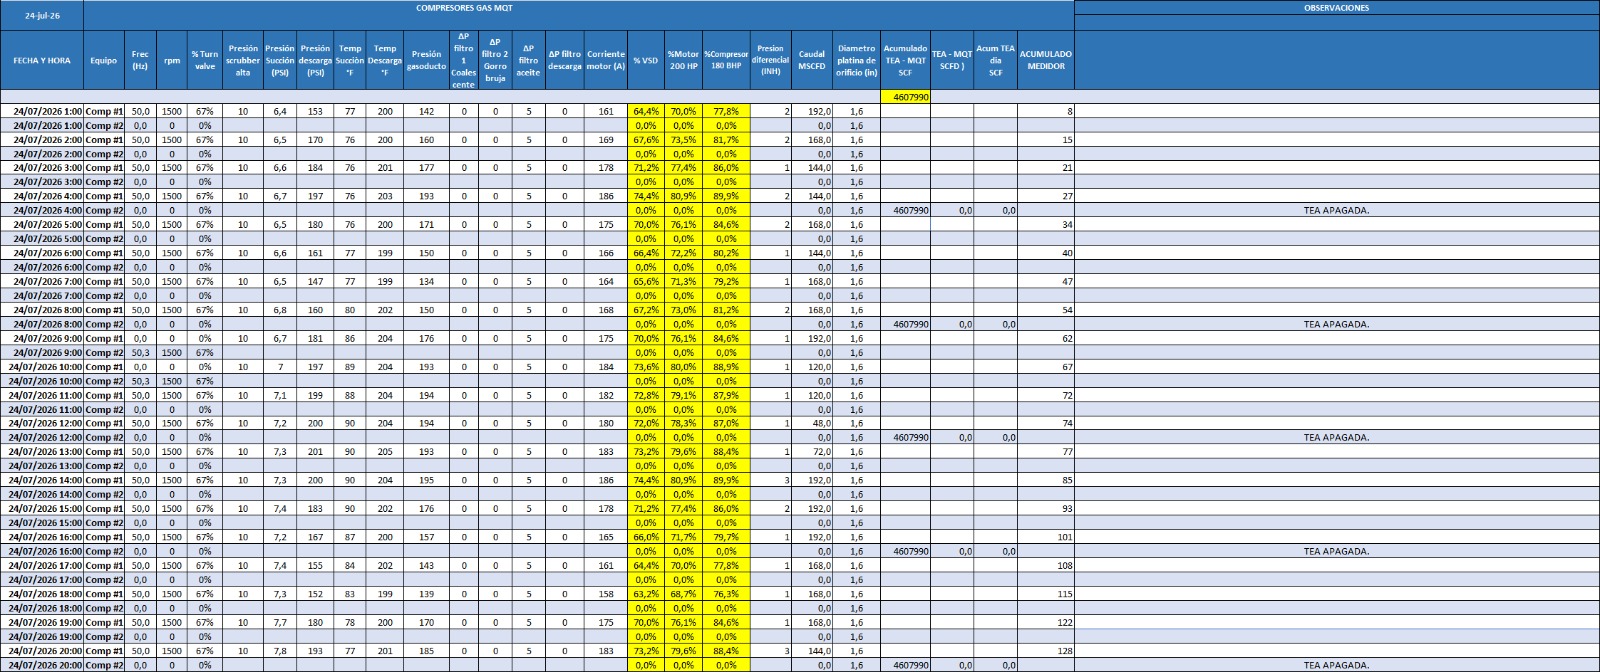 24-jul-26 COMPRESORES GAS MQT OBSERVACIONES
FECHA Y HORA Equipo Frec (Hz) rpm % Turn valve Presión scrubber alta Presión Succión (PSI) Presión descarga (PSI) Temp Succión °F Temp Descarga °F Presión gasoducto ΔP filtro 1 Coales cente ΔP filtro 2 Gorro bruja ΔP filtro aceite ΔP filtro descarga Corriente motor (A) % VSD %Motor 200 HP %Compresor 180 BHP Presion diferencial (INH) Caudal MSCFD Diametro platina de orificio (in) Acumulado TEA - MQT SCF TEA - MQT SCFD ) Acum TEA dia SCF ACUMULADO MEDIDOR
4607990
24/07/2026 1:00 Comp #1 50,0 1500 67% 10 6,4 153 77 200 142 0 0 5 0 161 64,4% 70,0% 77,8% 2 192,0 1,6 8
24/07/2026 1:00 Comp #2 0,0 0 0% 0,0% 0,0% 0,0% 0,0 1,6
24/07/2026 2:00 Comp #1 50,0 1500 67% 10 6,5 170 76 200 160 0 0 5 0 169 67,6% 73,5% 81,7% 2 168,0 1,6 15
24/07/2026 2:00 Comp #2 0,0 0 0% 0,0% 0,0% 0,0% 0,0 1,6
24/07/2026 3:00 Comp #1 50,0 1500 67% 10 6,6 184 76 201 177 0 0 5 0 178 71,2% 77,4% 86,0% 1 144,0 1,6 21
24/07/2026 3:00 Comp #2 0,0 0 0% 0,0% 0,0% 0,0% 0,0 1,6
24/07/2026 4:00 Comp #1 50,0 1500 67% 10 6,7 197 76 203 193 0 0 5 0 186 74,4% 80,9% 89,9% 2 144,0 1,6 27
24/07/2026 4:00 Comp #2 0,0 0 0% 0,0% 0,0% 0,0% 0,0 1,6 4607990 0,0 0,0 TEA APAGADA.
24/07/2026 5:00 Comp #1 50,0 1500 67% 10 6,5 180 76 200 171 0 0 5 0 175 70,0% 76,1% 84,6% 2 168,0 1,6 34
24/07/2026 5:00 Comp #2 0,0 0 0% 0,0% 0,0% 0,0% 0,0 1,6
24/07/2026 6:00 Comp #1 50,0 1500 67% 10 6,6 161 77 199 150 0 0 5 0 166 66,4% 72,2% 80,2% 1 144,0 1,6 40
24/07/2026 6:00 Comp #2 0,0 0 0% 0,0% 0,0% 0,0% 0,0 1,6
24/07/2026 7:00 Comp #1 50,0 1500 67% 10 6,5 147 77 199 134 0 0 5 0 164 65,6% 71,3% 79,2% 1 168,0 1,6 47
24/07/2026 7:00 Comp #2 0,0 0 0% 0,0% 0,0% 0,0% 0,0 1,6
24/07/2026 8:00 Comp #1 50,0 1500 67% 10 6,8 160 80 202 150 0 0 5 0 168 67,2% 73,0% 81,2% 2 168,0 1,6 54
24/07/2026 8:00 Comp #2 0,0 0 0% 0,0% 0,0% 0,0% 0,0 1,6 4607990 0,0 0,0 TEA APAGADA.
24/07/2026 9:00 Comp #1 0,0 0 0% 10 6,7 181 86 204 176 0 0 5 0 175 70,0% 76,1% 84,6% 1 192,0 1,6 62
24/07/2026 9:00 Comp #2 50,3 1500 67% 0,0% 0,0% 0,0% 0,0 1,6
24/07/2026 10:00 Comp #1 0,0 0 0% 10 7 197 89 204 193 0 0 5 0 184 73,6% 80,0% 88,9% 1 120,0 1,6 67
24/07/2026 10:00 Comp #2 50,3 1500 67% 0,0% 0,0% 0,0% 0,0 1,6
24/07/2026 11:00 Comp #1 50,0 1500 67% 10 7,1 199 88 204 194 0 0 5 0 182 72,8% 79,1% 87,9% 1 120,0 1,6 72
24/07/2026 11:00 Comp #2 0,0 0 0% 0,0% 0,0% 0,0% 0,0 1,6
24/07/2026 12:00 Comp #1 50,0 1500 67% 10 7,2 200 90 204 194 0 0 5 0 180 72,0% 78,3% 87,0% 1 48,0 1,6 74
24/07/2026 12:00 Comp #2 0,0 0 0% 0,0% 0,0% 0,0% 0,0 1,6 4607990 0,0 0,0 TEA APAGADA.
24/07/2026 13:00 Comp #1 50,0 1500 67% 10 7,3 201 90 205 193 0 0 5 0 183 73,2% 79,6% 88,4% 1 72,0 1,6 77
24/07/2026 13:00 Comp #2 0,0 0 0% 0,0% 0,0% 0,0% 0,0 1,6
24/07/2026 14:00 Comp #1 50,0 1500 67% 10 7,3 200 90 204 195 0 0 5 0 186 74,4% 80,9% 89,9% 3 192,0 1,6 85
24/07/2026 14:00 Comp #2 0,0 0 0% 0,0% 0,0% 0,0% 0,0 1,6
24/07/2026 15:00 Comp #1 50,0 1500 67% 10 7,4 183 90 202 176 0 0 5 0 178 71,2% 77,4% 86,0% 2 192,0 1,6 93
24/07/2026 15:00 Comp #2 0,0 0 0% 0,0% 0,0% 0,0% 0,0 1,6
24/07/2026 16:00 Comp #1 50,0 1500 67% 10 7,2 167 87 200 157 0 0 5 0 165 66,0% 71,7% 79,7% 1 192,0 1,6 101
24/07/2026 16:00 Comp #2 0,0 0 0% 0,0% 0,0% 0,0% 0,0 1,6 4607990 0,0 0,0 TEA APAGADA.
24/07/2026 17:00 Comp #1 50,0 1500 67% 10 7,4 155 84 202 143 0 0 5 0 161 64,4% 70,0% 77,8% 1 168,0 1,6 108
24/07/2026 17:00 Comp #2 0,0 0 0% 0,0% 0,0% 0,0% 0,0 1,6
24/07/2026 18:00 Comp #1 50,0 1500 67% 10 7,3 152 83 199 139 0 0 5 0 158 63,2% 68,7% 76,3% 1 168,0 1,6 115
24/07/2026 18:00 Comp #2 0,0 0 0% 0,0% 0,0% 0,0% 0,0 1,6
24/07/2026 19:00 Comp #1 50,0 1500 67% 10 7,7 180 78 200 170 0 0 5 0 175 70,0% 76,1% 84,6% 1 168,0 1,6 122
24/07/2026 19:00 Comp #2 0,0 0 0% 0,0% 0,0% 0,0% 0,0 1,6
24/07/2026 20:00 Comp #1 50,0 1500 67% 10 7,8 193 77 201 185 0 0 5 0 183 73,2% 79,6% 88,4% 3 144,0 1,6 128
24/07/2026 20:00 Comp #2 0,0 0 0% 0,0% 0,0% 0,0% 0,0 1,6 4607990 0,0 0,0 TEA APAGADA.